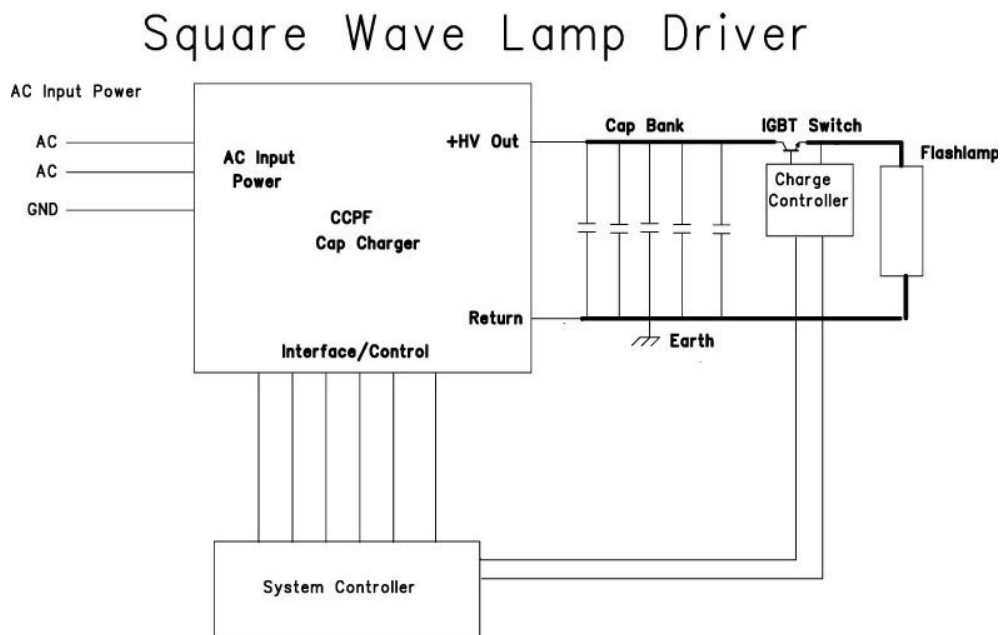 Square Wave Lamp Driver
AC Input Power
AC
AC
GND
AC Input
Power
CCPF
Cap Charger
+HV Out
Return
Interface/Control
Cap Bank
IGBT Switch
Charge
Controller
Flashlamp
Earth
System Controller